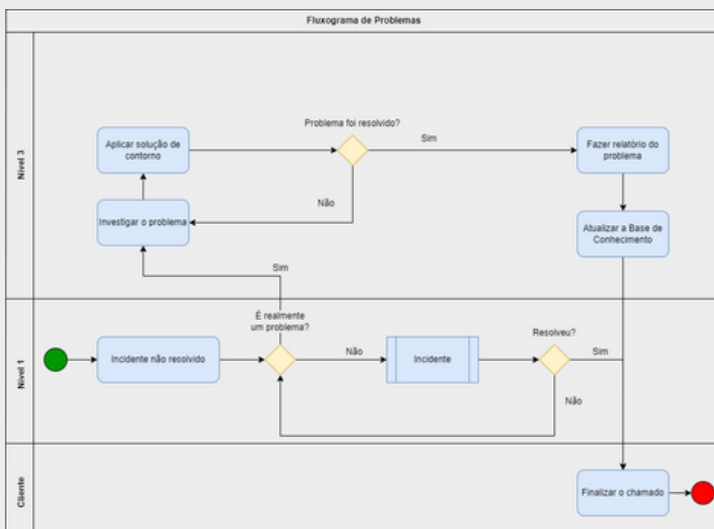 Fluxograma de Problemas
Nível 3
Problema foi resolvido?
Aplicar solução de
contorno
Sim
Fazer relatório do
problema
Não
Investigar o problema
Atualizar a Base de
Conhecimento
Sim
Nível 1
É realmente
um problema?
Resolveu?
Incidente não resolvido
Não
Incidente
Sim
Não
Cliente
Finalizar o chamado